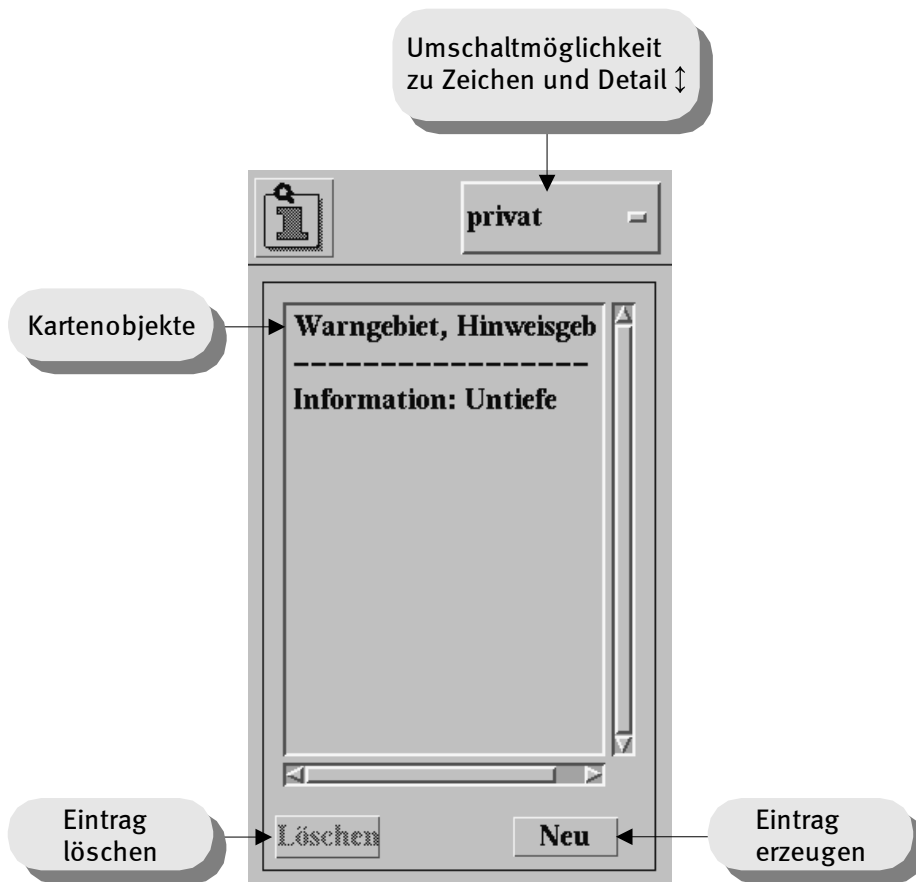 Umschaltmöglichkeit
zu Zeichen und Detail ↕
privat
Kartenobjekte
Warngebiet, Hinweisgeb
------------------
Information: Untiefe
Eintrag
löschen
Löschen
Neu
Eintrag
erzeugen